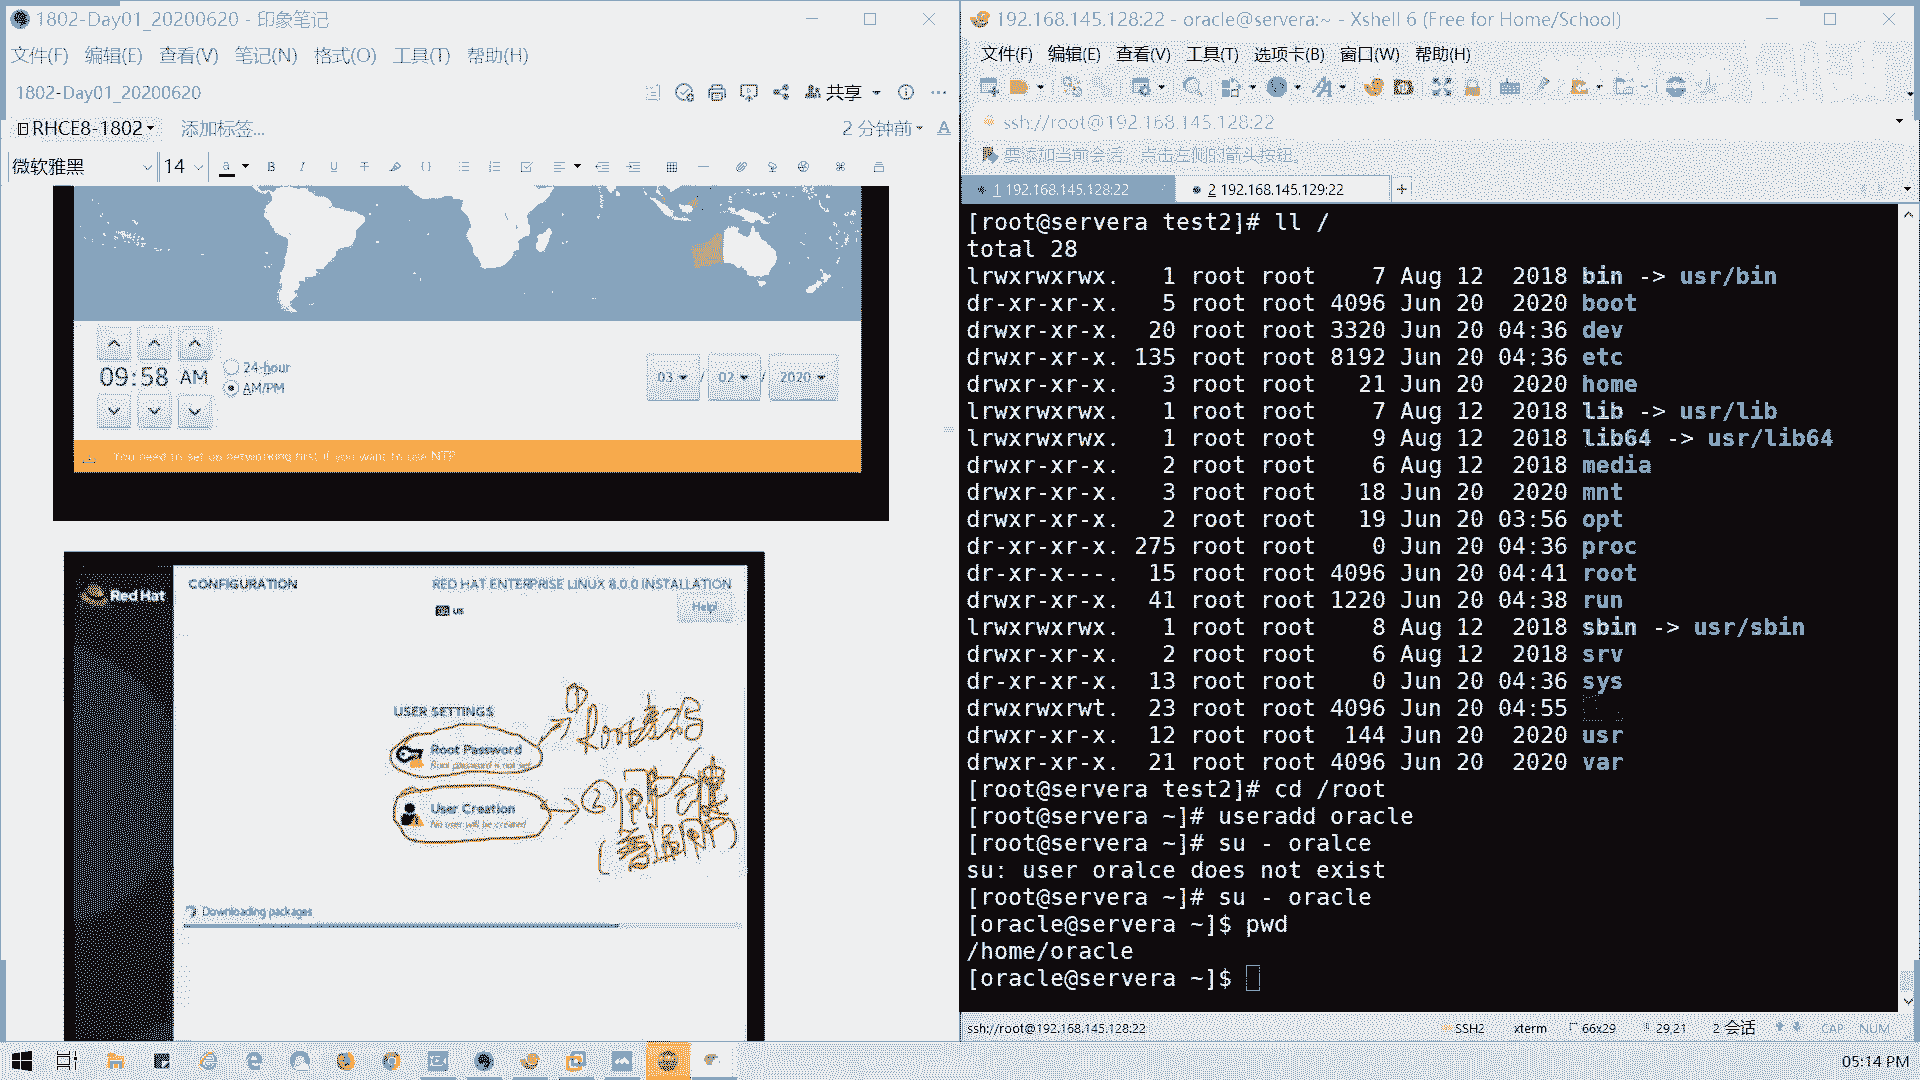 1802-Day01_20200620 - 印象笔记
文件(F) 编辑(E) 查看(V) 笔记(N) 格式(O) 工具(T) 帮助(H)
1802-Day01_20200620
共享
RHCE8-1802 添加标签...
2 分钟前
微软雅黑 14
09:58 AM
24-hour
AM/PM
03 / 02 / 2020
You need to set up networking first if you want to use NTP
Red Hat
CONFIGURATION
RED HAT ENTERPRISE LINUX 8.0.0 INSTALLATION
us
Help!
USER SETTINGS
Root Password
Root password is not set
User Creation
No user will be created
① Root密码
②
Downloading packages
192.168.145.128:22 - oracle@servera:~ - Xshell 6 (Free for Home/School)
文件(F) 编辑(E) 查看(V) 工具(T) 选项卡(B) 窗口(W) 帮助(H)
ssh://root@192.168.145.128:22
要添加当前会话，点击左侧的箭头按钮。
1 192.168.145.128:22
2 192.168.145.129:22
[root@servera test2]# ll /
total 28
lrwxrwxrwx. 1 root root 7 Aug 12 2018 bin -> usr/bin
dr-xr-xr-x. 5 root root 4096 Jun 20 2020 boot
drwxr-xr-x. 20 root root 3320 Jun 20 04:36 dev
drwxr-xr-x. 135 root root 8192 Jun 20 04:36 etc
drwxr-xr-x. 3 root root 21 Jun 20 2020 home
lrwxrwxrwx. 1 root root 7 Aug 12 2018 lib -> usr/lib
lrwxrwxrwx. 1 root root 9 Aug 12 2018 lib64 -> usr/lib64
drwxr-xr-x. 2 root root 6 Aug 12 2018 media
drwxr-xr-x. 3 root root 18 Jun 20 2020 mnt
drwxr-xr-x. 2 root root 19 Jun 20 03:56 opt
dr-xr-xr-x. 275 root root 0 Jun 20 04:36 proc
dr-xr-x---. 15 root root 4096 Jun 20 04:41 root
drwxr-xr-x. 41 root root 1220 Jun 20 04:38 run
lrwxrwxrwx. 1 root root 8 Aug 12 2018 sbin -> usr/sbin
drwxr-xr-x. 2 root root 6 Aug 12 2018 srv
dr-xr-xr-x. 13 root root 0 Jun 20 04:36 sys
drwxrwxrwt. 23 root root 4096 Jun 20 04:55
drwxr-xr-x. 12 root root 144 Jun 20 2020 usr
drwxr-xr-x. 21 root root 4096 Jun 20 2020 var
[root@servera test2]# cd /root
[root@servera ~]# useradd oracle
[root@servera ~]# su - oralce
su: user oralce does not exist
[root@servera ~]# su - oracle
[oracle@servera ~]$ pwd
/home/oracle
[oracle@servera ~]$
ssh://root@192.168.145.128:22 SSH2 xterm 66x29 29,21 2 会话 CAP NUM
05:14 PM